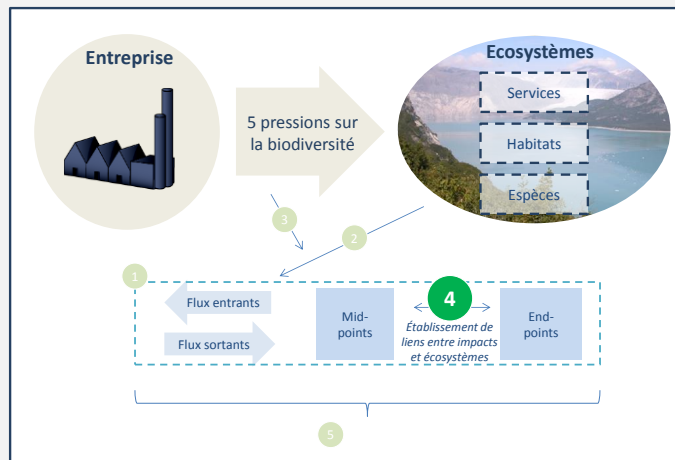 Entreprise
Ecosystèmes
5 pressions sur
la biodiversité
Services
Habitats
Espèces
3
2
1
Flux entrants
Flux sortants
Mid-
points
4
Établissement de
liens entre impacts
et écosystèmes
End-
points
5